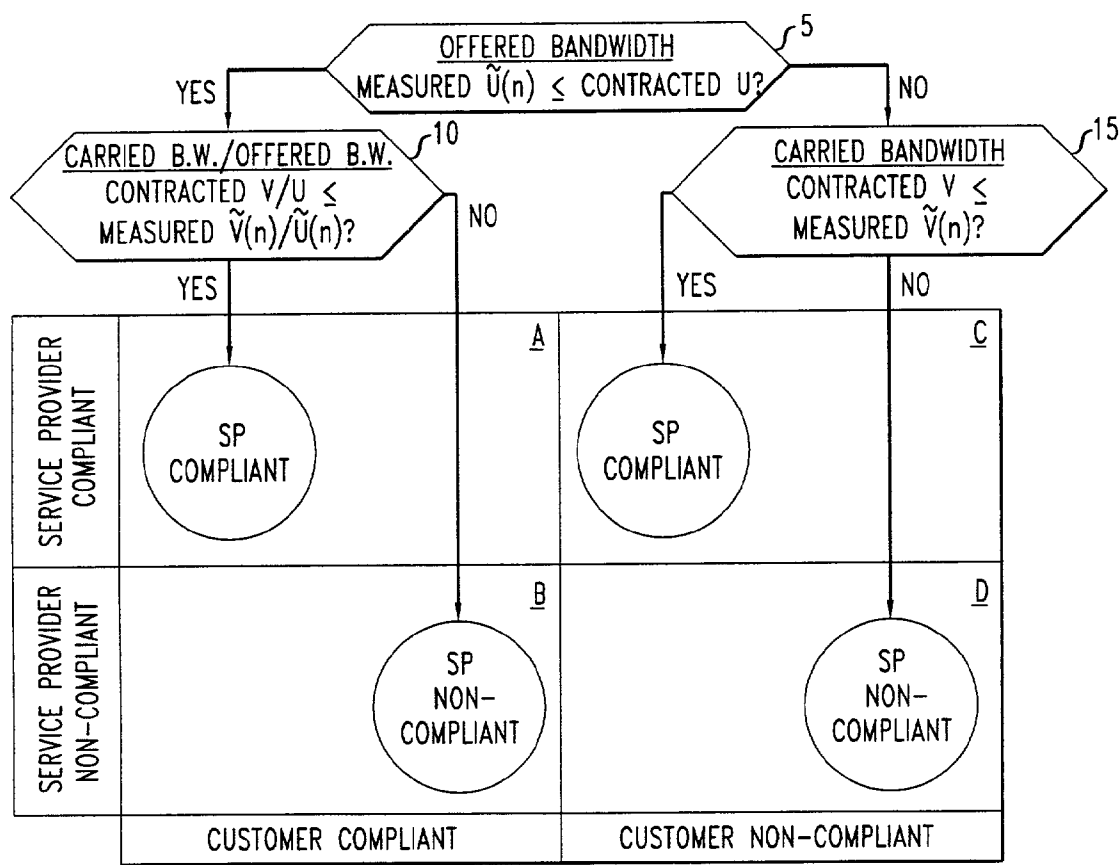 5
OFFERED BANDWIDTH
MEASURED Ũ(n) ≤ CONTRACTED U?
YES
NO
10
CARRIED B.W./OFFERED B.W.
CONTRACTED V/U ≤
MEASURED Ṽ(n)/Ũ(n)?
15
CARRIED BANDWIDTH
CONTRACTED V ≤
MEASURED Ṽ(n)?
YES
NO
YES
NO
SERVICE PROVIDER
COMPLIANT
A
SP
COMPLIANT
C
SP
COMPLIANT
SERVICE PROVIDER
NON-COMPLIANT
B
SP
NON-
COMPLIANT
D
SP
NON-
COMPLIANT
CUSTOMER COMPLIANT
CUSTOMER NON-COMPLIANT